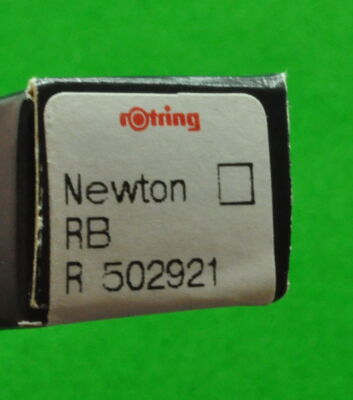 rotring
Newton
RB
R 502921